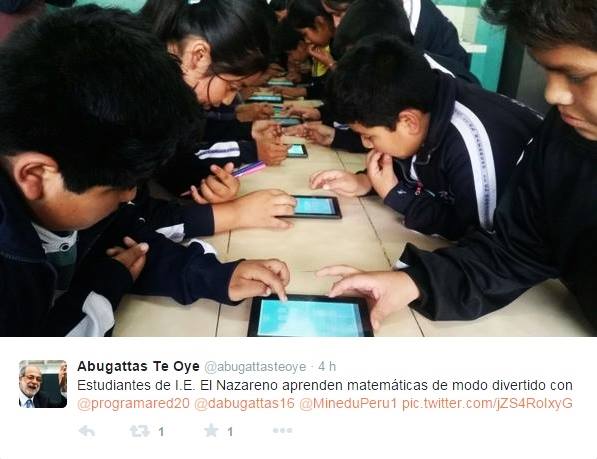 Abugattas Te Oye @abugattasteoye · 4 h
Estudiantes de I.E. El Nazareno aprenden matemáticas de modo divertido con
@programared20 @dabugattas16 @MineduPeru1 pic.twitter.com/jZS4RoIxyG
1 1